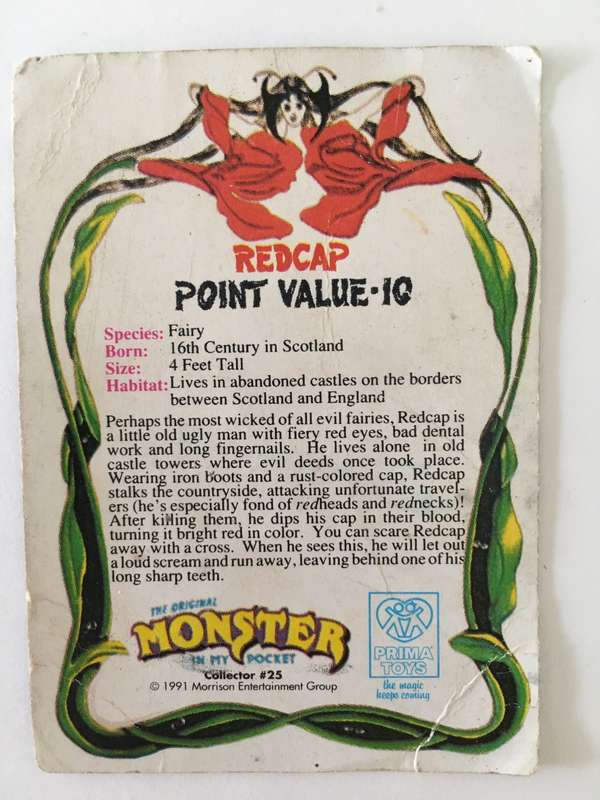 REDCAP
POINT VALUE·10
Species: Fairy
Born: 16th Century in Scotland
Size: 4 Feet Tall
Habitat: Lives in abandoned castles on the borders
between Scotland and England
Perhaps the most wicked of all evil fairies, Redcap is
a little old ugly man with fiery red eyes, bad dental
work and long fingernails. He lives alone in old
castle towers where evil deeds once took place.
Wearing iron boots and a rust-colored cap, Redcap
stalks the countryside, attacking unfortunate travel-
ers (he's especially fond of redheads and rednecks)!
After killing them, he dips his cap in their blood,
turning it bright red in color. You can scare Redcap
away with a cross. When he sees this, he will let out
a loud scream and run away, leaving behind one of his
long sharp teeth.
THE ORIGINAL
MONSTER
IN MY POCKET
Collector #25
© 1991 Morrison Entertainment Group
PRIMA
TOYS
the magic
keeps coming